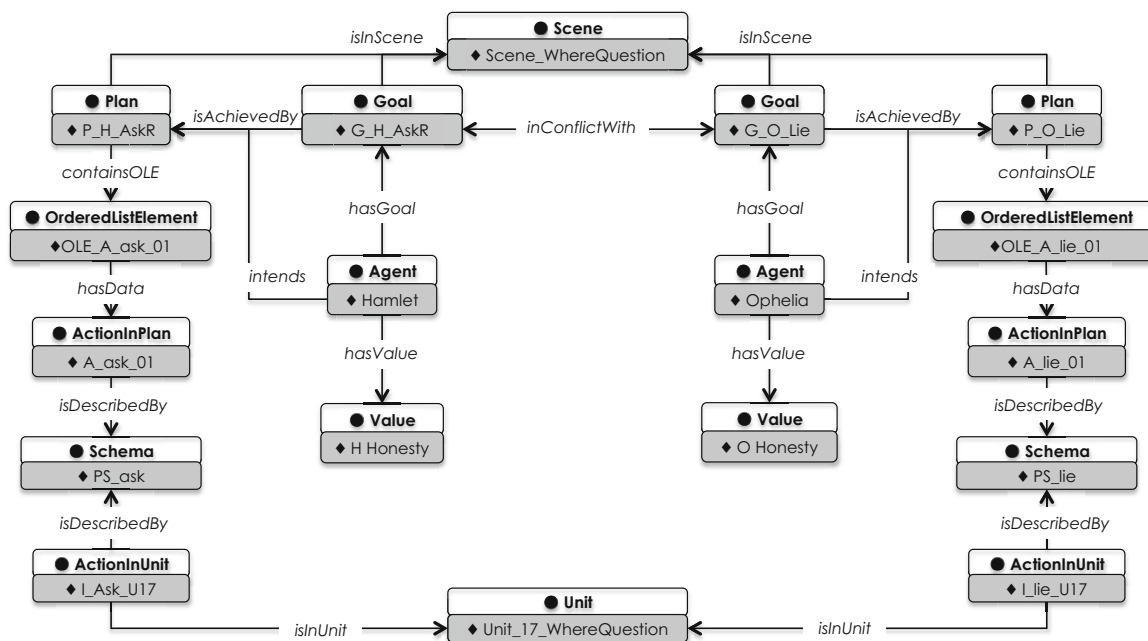 ● Scene
isInScene
isInScene
♦ Scene_WhereQuestion
● Plan
● Goal
● Goal
● Plan
♦ P_H_AskR
isAchievedBy
♦ G_H_AskR
inConflictWith
♦ G_O_Lie
isAchievedBy
♦ P_O_Lie
containsOLE
containsOLE
● OrderedListElement
hasGoal
hasGoal
● OrderedListElement
♦OLE_A_ask_01
♦OLE_A_lie_01
hasData
intends
● Agent
● Agent
intends
hasData
♦ Hamlet
♦ Ophelia
● ActionInPlan
● ActionInPlan
♦ A_ask_01
hasValue
hasValue
♦ A_lie_01
isDescribedBy
isDescribedBy
● Value
● Value
● Schema
♦ H Honesty
♦ O Honesty
● Schema
♦ PS_ask
♦ PS_lie
isDescribedBy
isDescribedBy
● ActionInUnit
● ActionInUnit
♦ I_Ask_U17
♦ I_lie_U17
● Unit
isInUnit
♦ Unit_17_WhereQuestion
isInUnit